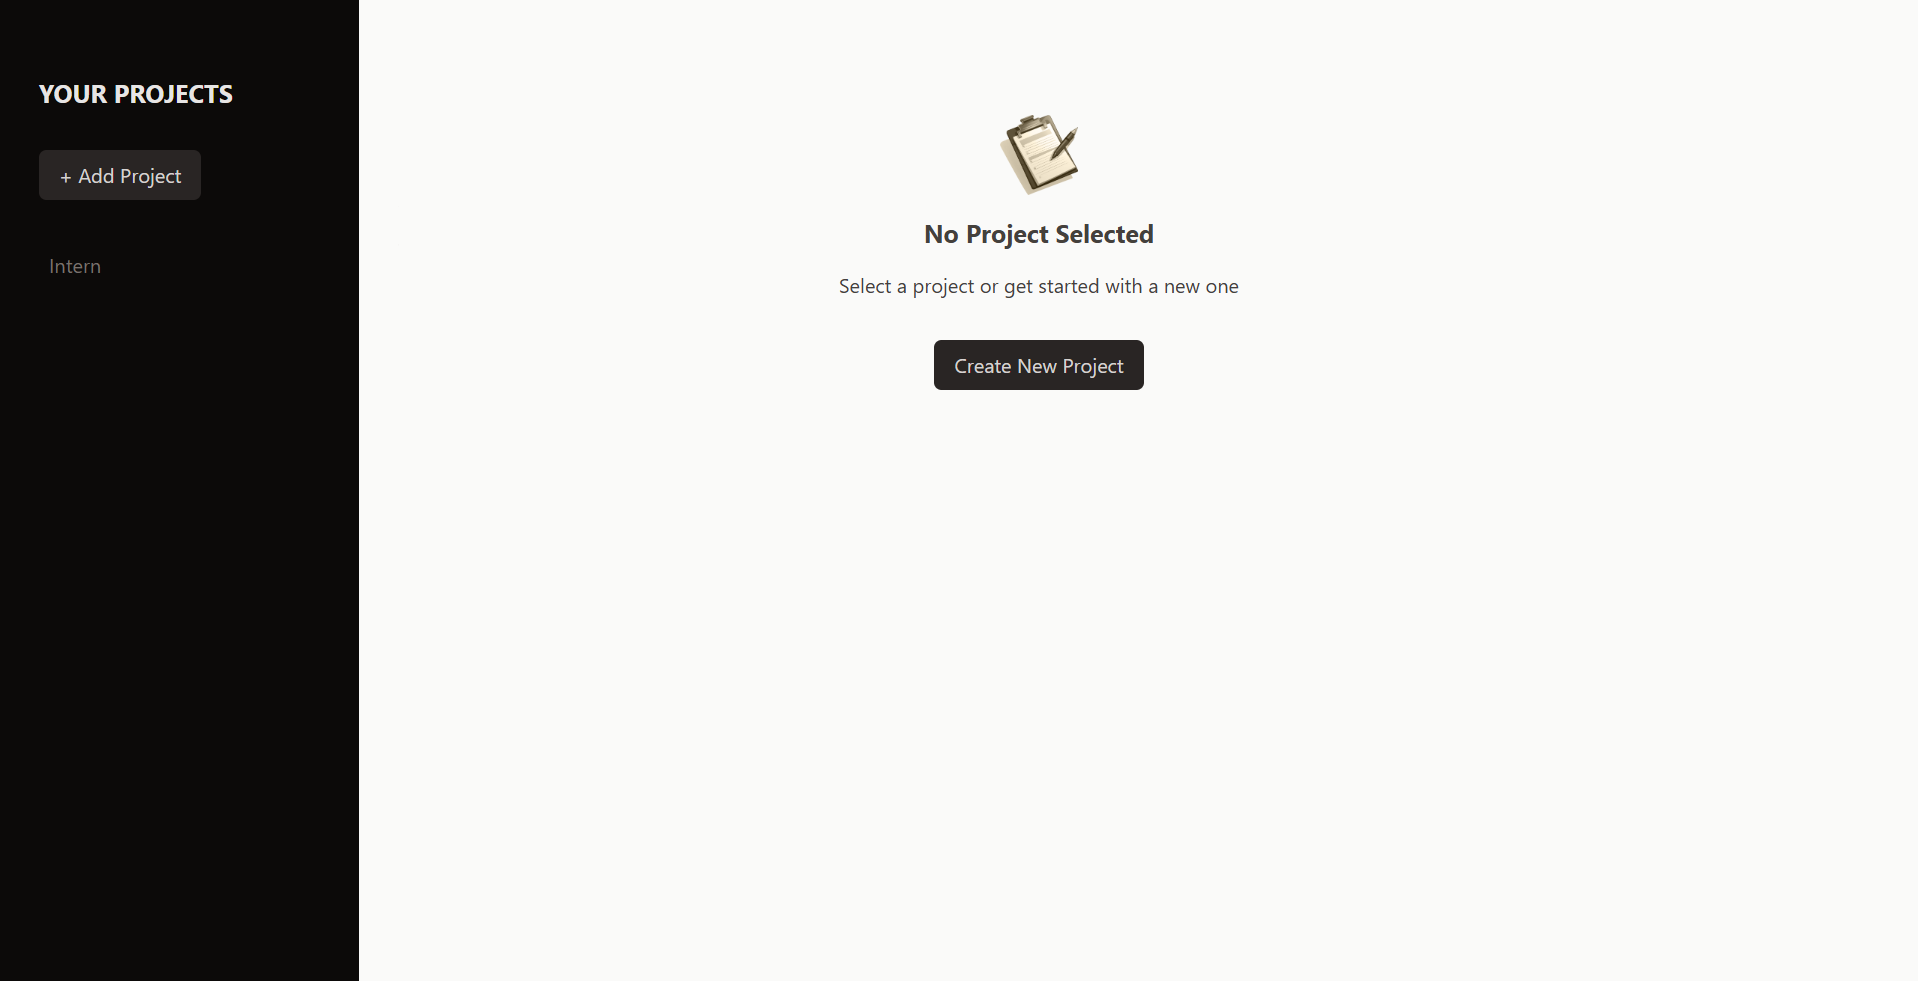 YOUR PROJECTS
+ Add Project
Intern
No Project Selected
Select a project or get started with a new one
Create New Project